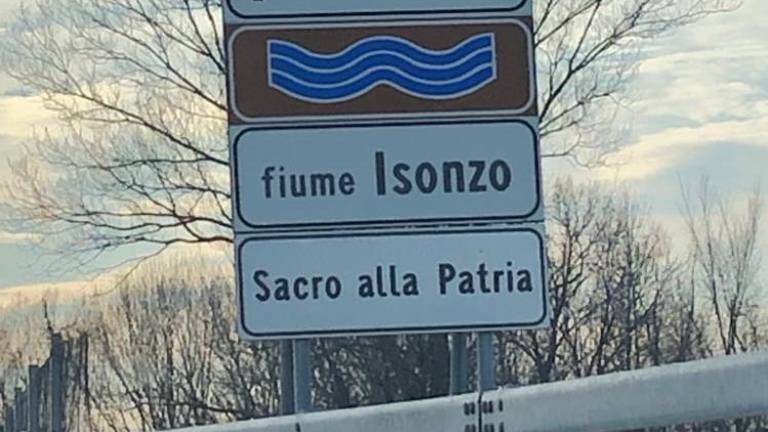 fiume Isonzo
Sacro alla Patria